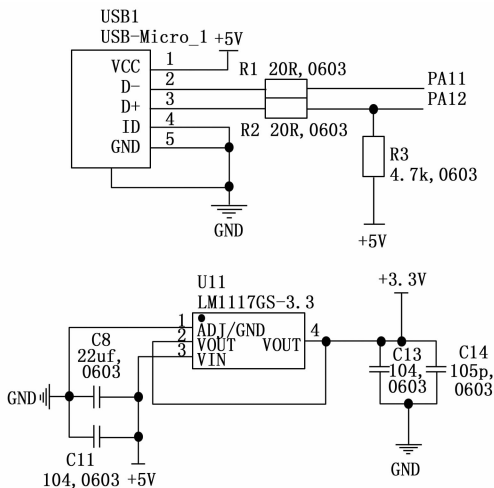 USB1
USB-Micro_1
+5V
VCC 1
D- 2
D+ 3
ID 4
GND 5
R1 20R,0603
R2 20R,0603
PA11
PA12
R3
4.7k,0603
GND
+5V
U11
LM1117GS-3.3
1 ADJ/GND
2 VOUT
3 VIN
VOUT 4
+3.3V
C8
22uf,
0603
GND
C11
104,0603
+5V
C13
104,
0603
C14
105p,
0603
GND